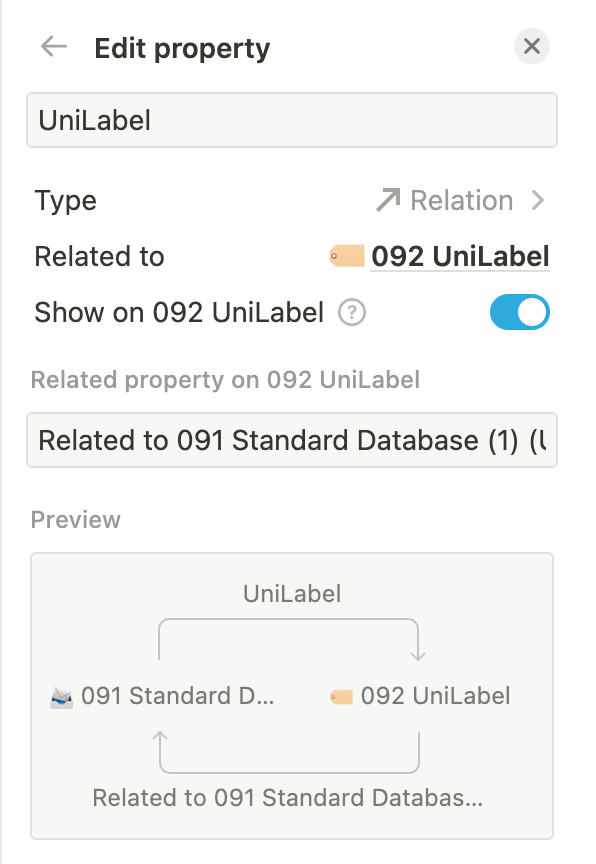 Edit property
UniLabel
Type Relation
Related to 092 UniLabel
Show on 092 UniLabel ?
Related property on 092 UniLabel
Related to 091 Standard Database (1) (
Preview
UniLabel
091 Standard D... 092 UniLabel
Related to 091 Standard Databas...